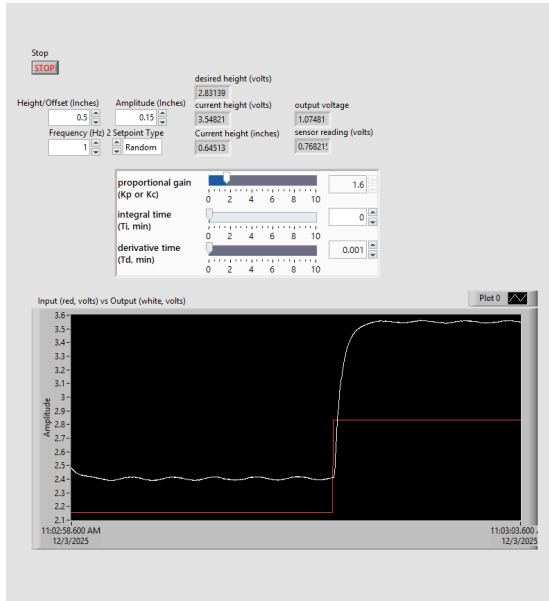 Stop
STOP
desired height (volts)
2.83139
Height/Offset (Inches) Amplitude (Inches) current height (volts) output voltage
0.5 0.15 3.54821 1.07481
Frequency (Hz) 2 Setpoint Type Current height (inches) sensor reading (volts)
1 Random 0.64513 0.76821
proportional gain
(Kp or Kc)
0 2 4 6 8 10
1.6
integral time
(Ti, min)
0 2 4 6 8 10
0
derivative time
(Td, min)
0 2 4 6 8 10
0.001
Input (red, volts) vs Output (white, volts) Plot 0
Amplitude
3.6-
3.5-
3.4-
3.3-
3.2-
3.1-
3-
2.9-
2.8-
2.7-
2.6-
2.5-
2.4-
2.3-
2.2-
2.1-
11:02:58.600 AM 11:03:03.600
12/3/2025 12/3/2025